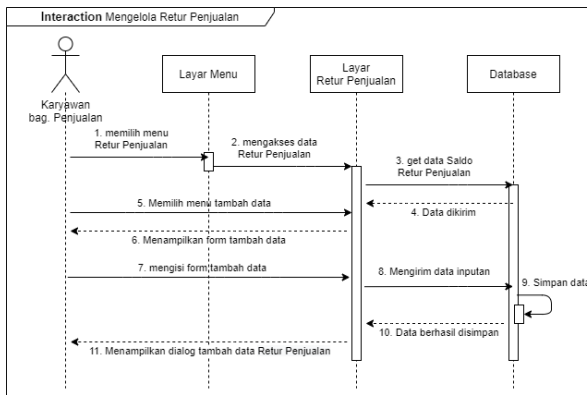 Interaction Mengelola Retur Penjualan
Karyawan
bag. Penjualan
Layar Menu
Layar
Retur Penjualan
Database
1. memilih menu
Retur Penjualan
2. mengakses data
Retur Penjualan
3. get data Saldo
Retur Penjualan
4. Data dikirim
5. Memilih menu tambah data
6. Menampilkan form tambah data
7. mengisi form tambah data
8. Mengirim data inputan
9. Simpan data
10. Data berhasil disimpan
11. Menampilkan dialog tambah data Retur Penjualan